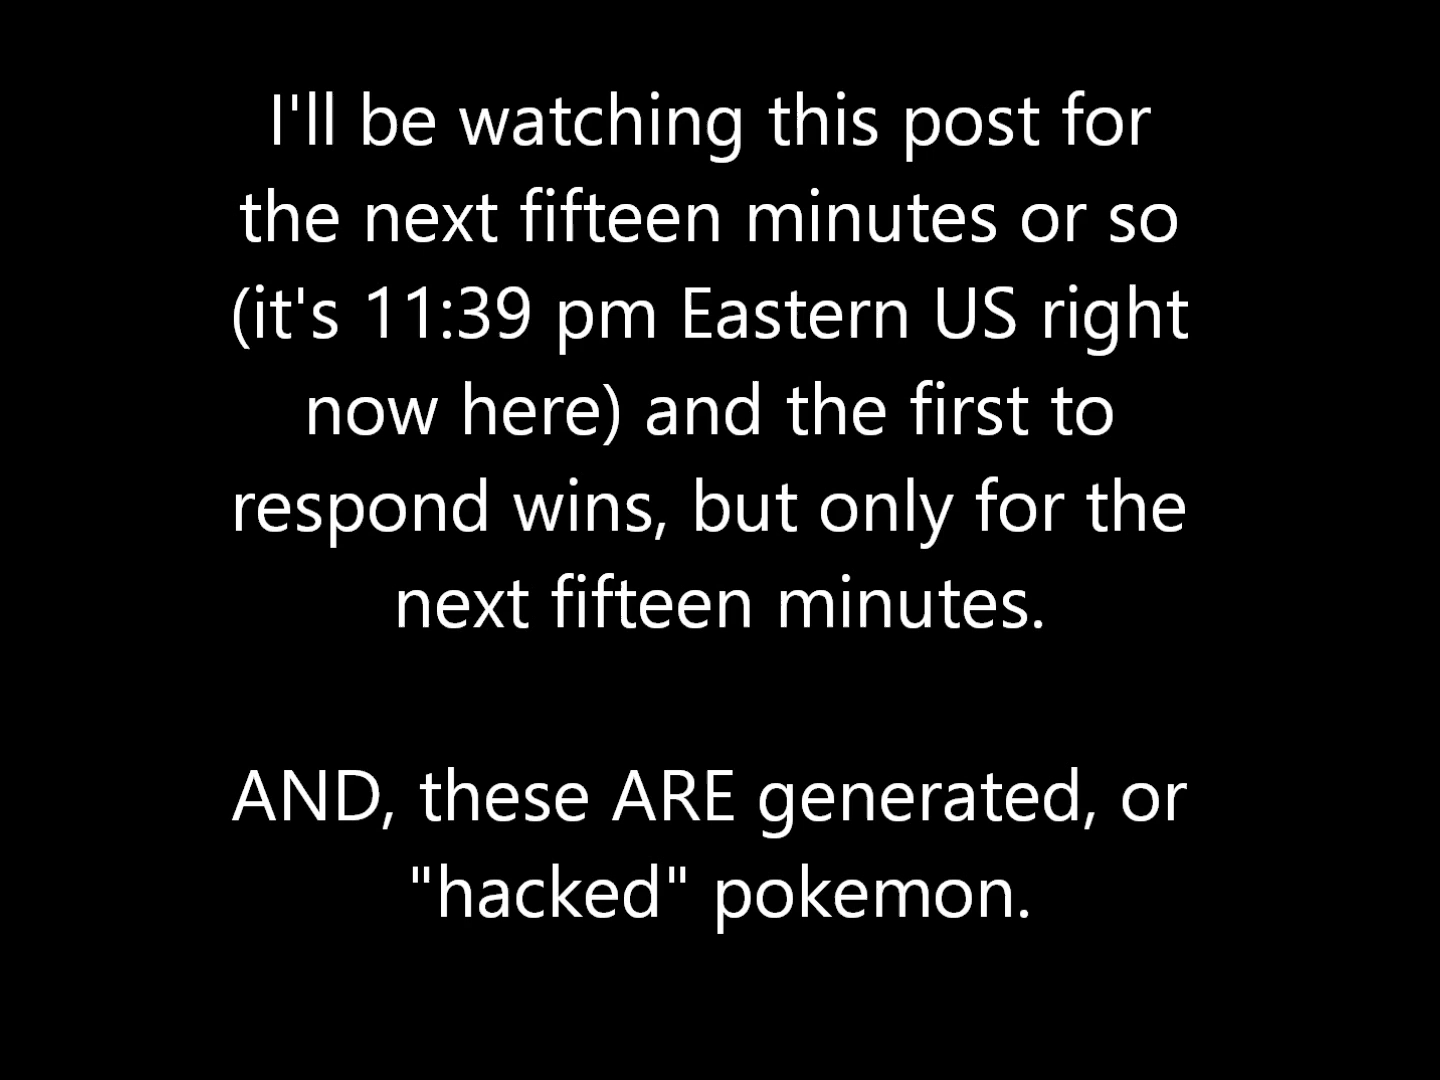 I'll be watching this post for
the next fifteen minutes or so
(it's 11:39 pm Eastern US right
now here) and the first to
respond wins, but only for the
next fifteen minutes.
AND, these ARE generated, or
"hacked" pokemon.